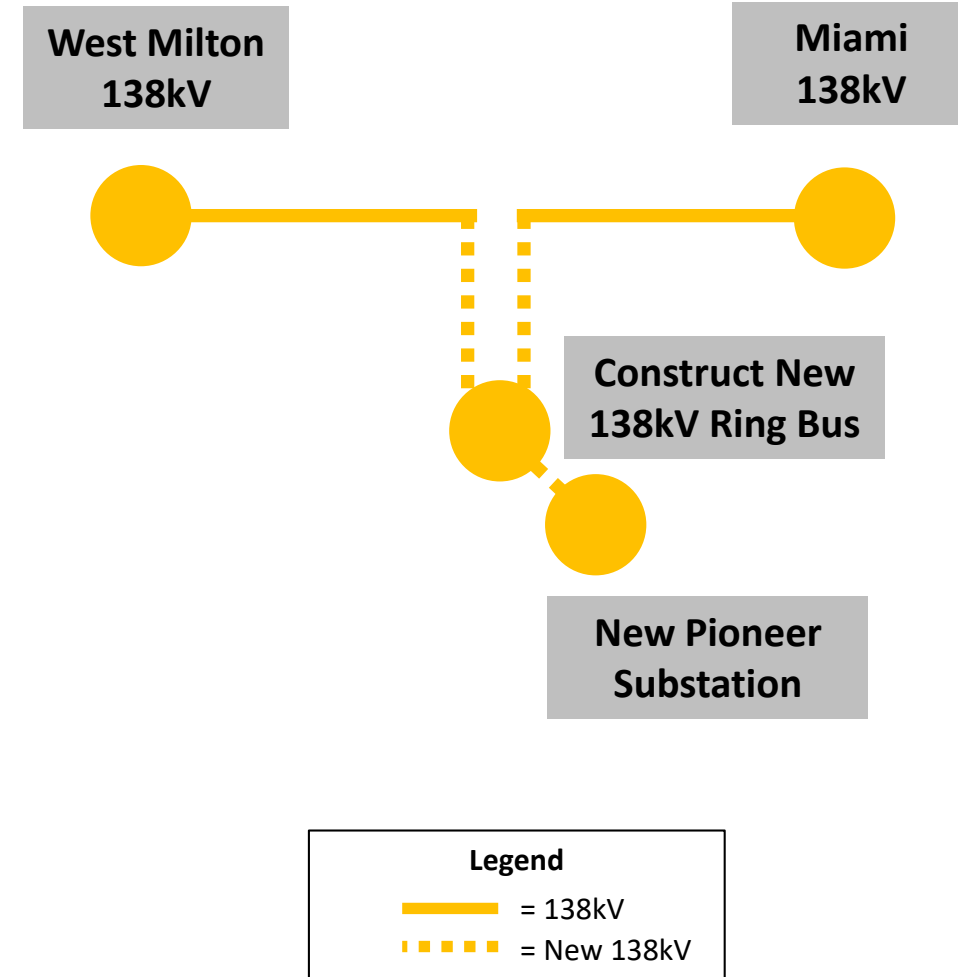 West Milton
138kV
Miami
138kV
Construct New
138kV Ring Bus
New Pioneer
Substation
Legend
= 138kV
= New 138kV